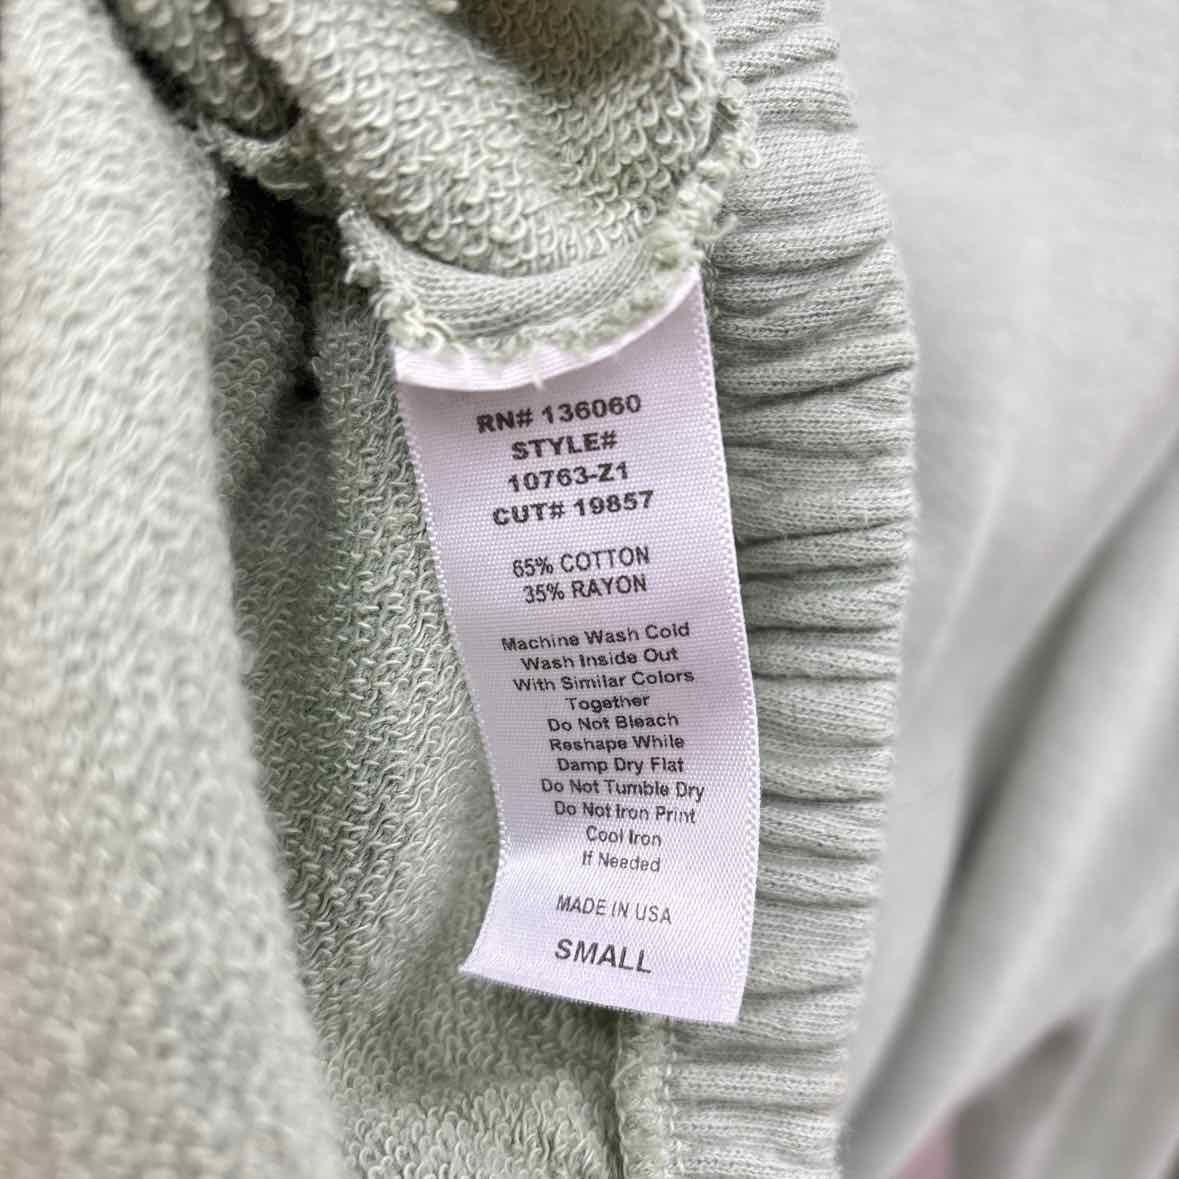 RN# 136060
STYLE#
10763-Z1
CUT# 19857
65% COTTON
35% RAYON
Machine Wash Cold
Wash Inside Out
With Similar Colors
Together
Do Not Bleach
Reshape While
Damp Dry Flat
Do Not Tumble Dry
Do Not Iron Print
Cool Iron
If Needed
MADE IN USA
SMALL